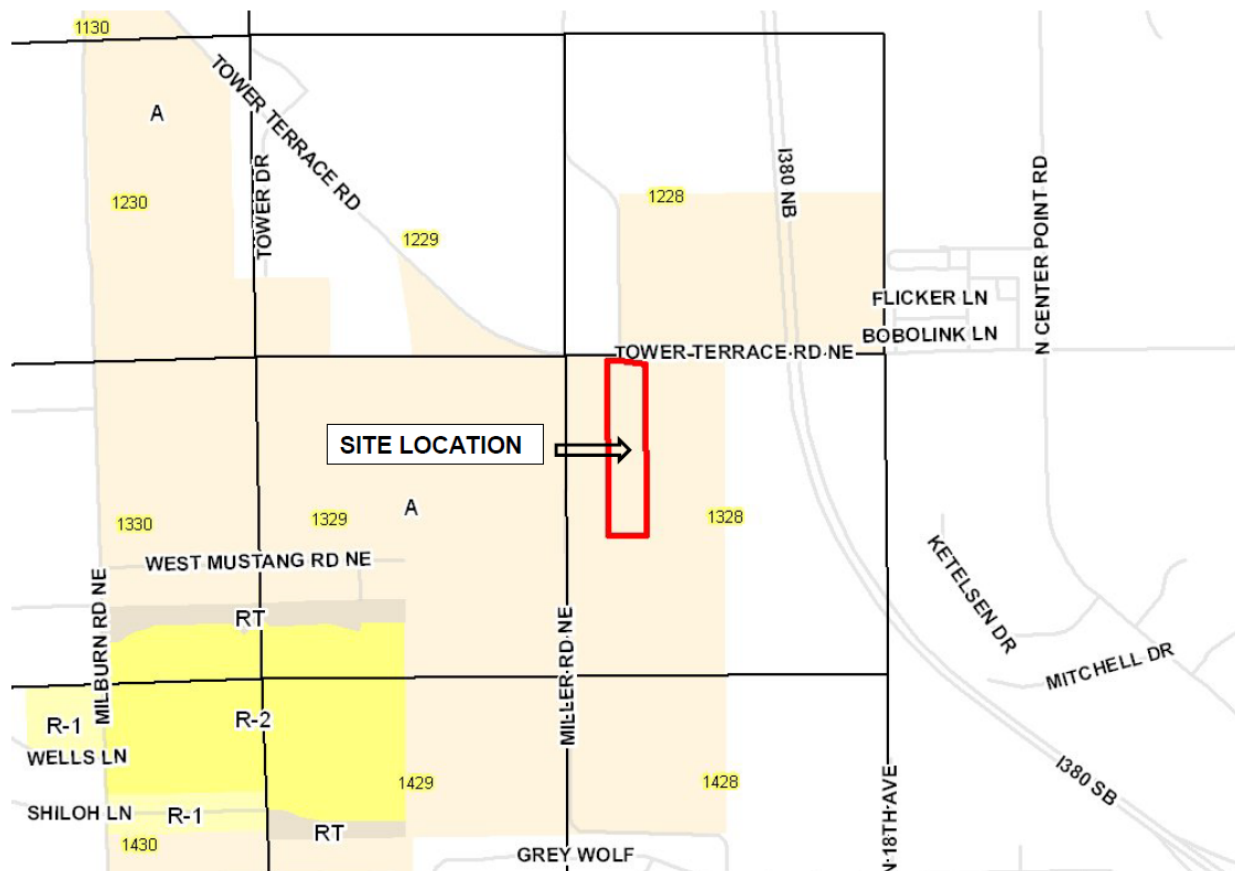 1130
TOWER TERRACE RD
A
TOWER DR
I380 NB
N CENTER POINT RD
1230
1228
1229
FLICKER LN
BOBOLINK LN
TOWER TERRACE RD NE
SITE LOCATION
A
1330
1329
1328
WEST MUSTANG RD NE
KETELSEN DR
RT
MILBURN RD NE
MILLER RD NE
MITCHELL DR
R-1
R-2
WELLS LN
1429
1428
I380 SB
SHILOH LN
R-1
RT
1430
GREY WOLF
N 18TH AVE